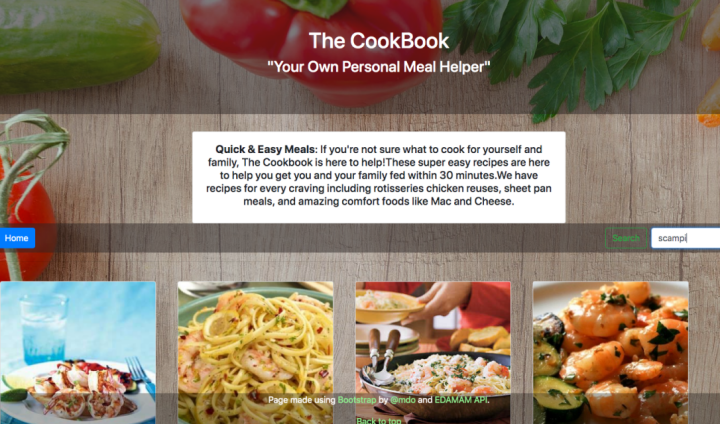 The CookBook
"Your Own Personal Meal Helper"
Quick & Easy Meals: If you're not sure what to cook for yourself and
family, The Cookbook is here to help!These super easy recipes are here
to help you get you and your family fed within 30 minutes.We have
recipes for every craving including rotisseries chicken reuses, sheet pan
meals, and amazing comfort foods like Mac and Cheese.
Home
Search
scampi
Page made using Bootstrap by @mdo and EDAMAM API.
Back to top